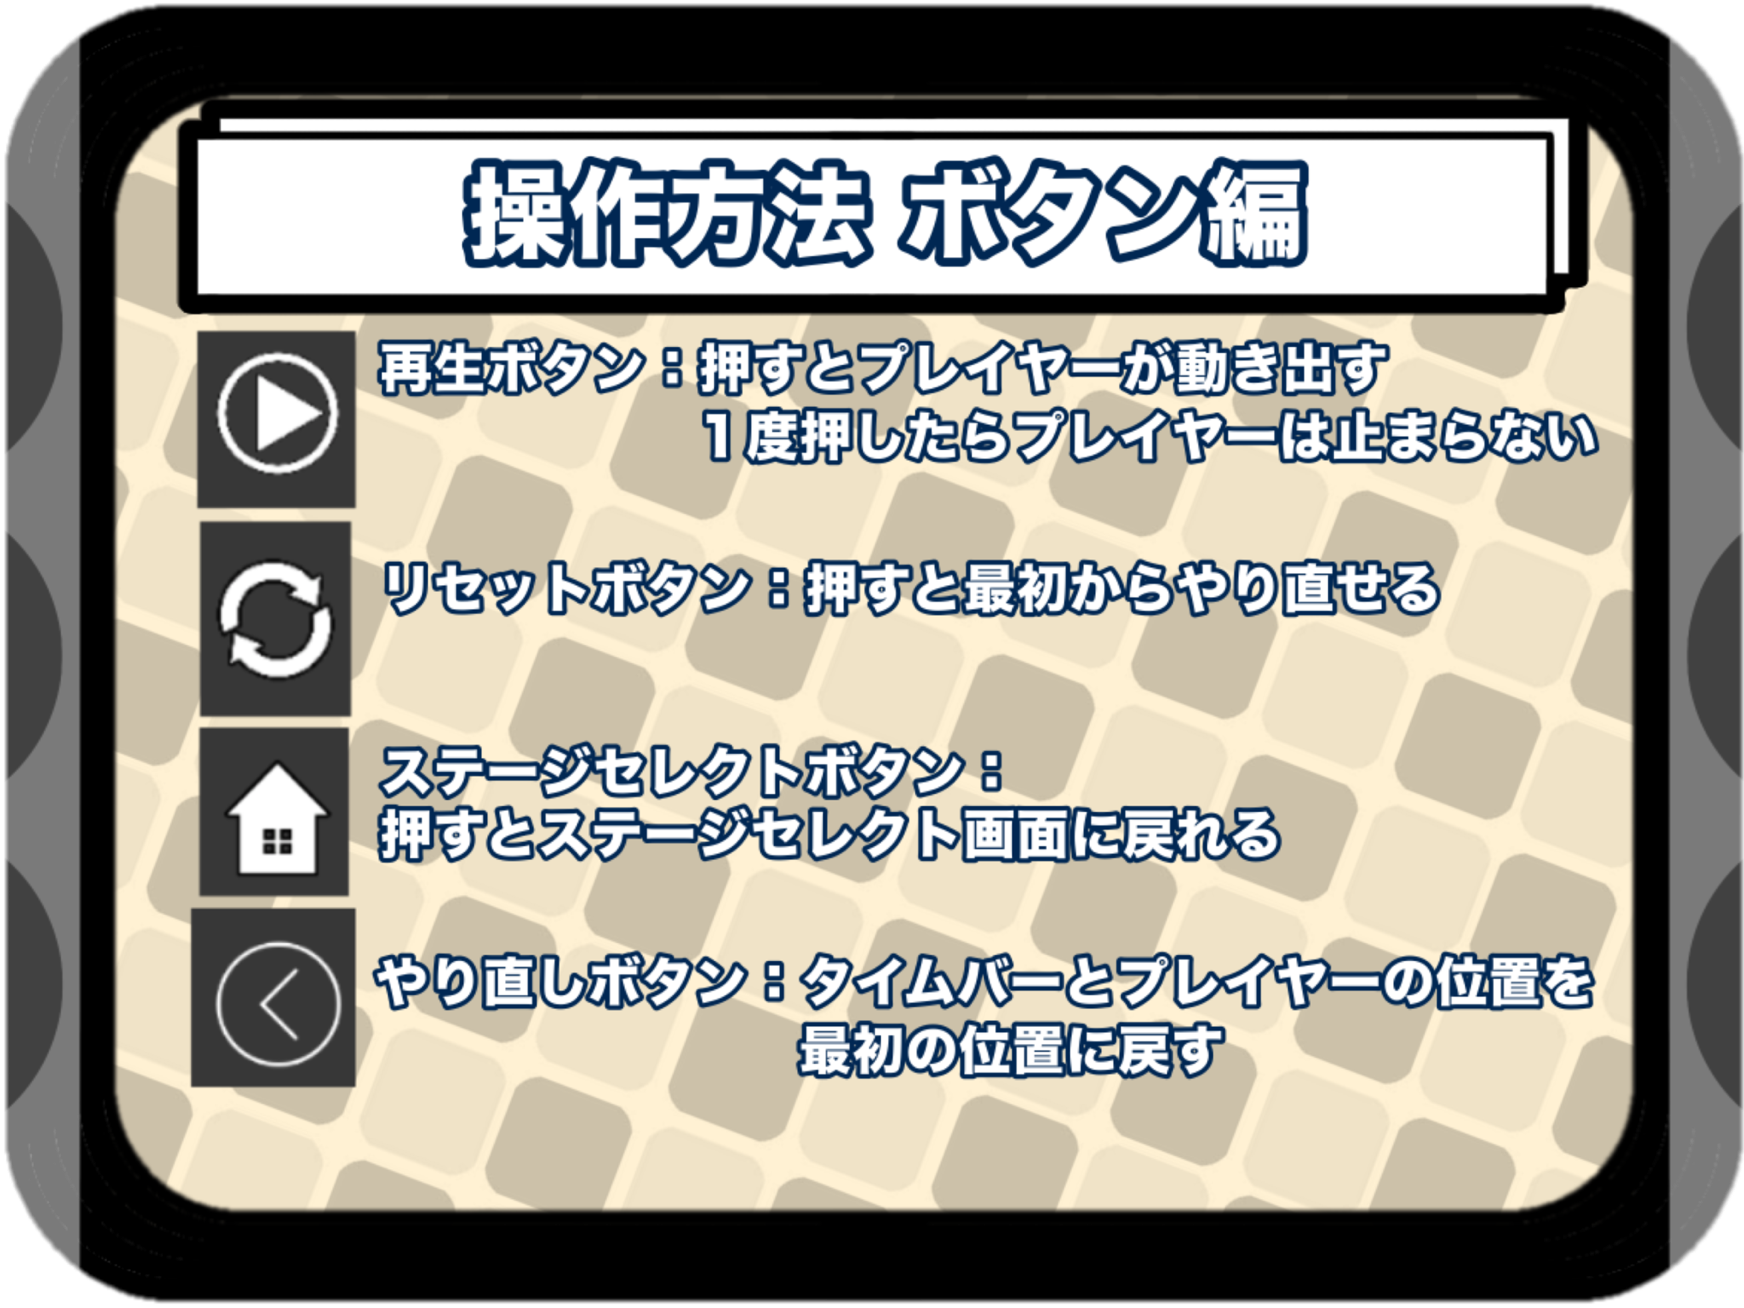 操作方法 ボタン編
再生ボタン：押すとプレイヤーが動き出す
1度押したらプレイヤーは止まらない
リセットボタン：押すと最初からやり直せる
ステージセレクトボタン：
押すとステージセレクト画面に戻れる
やり直しボタン：タイムバーとプレイヤーの位置を
最初の位置に戻す